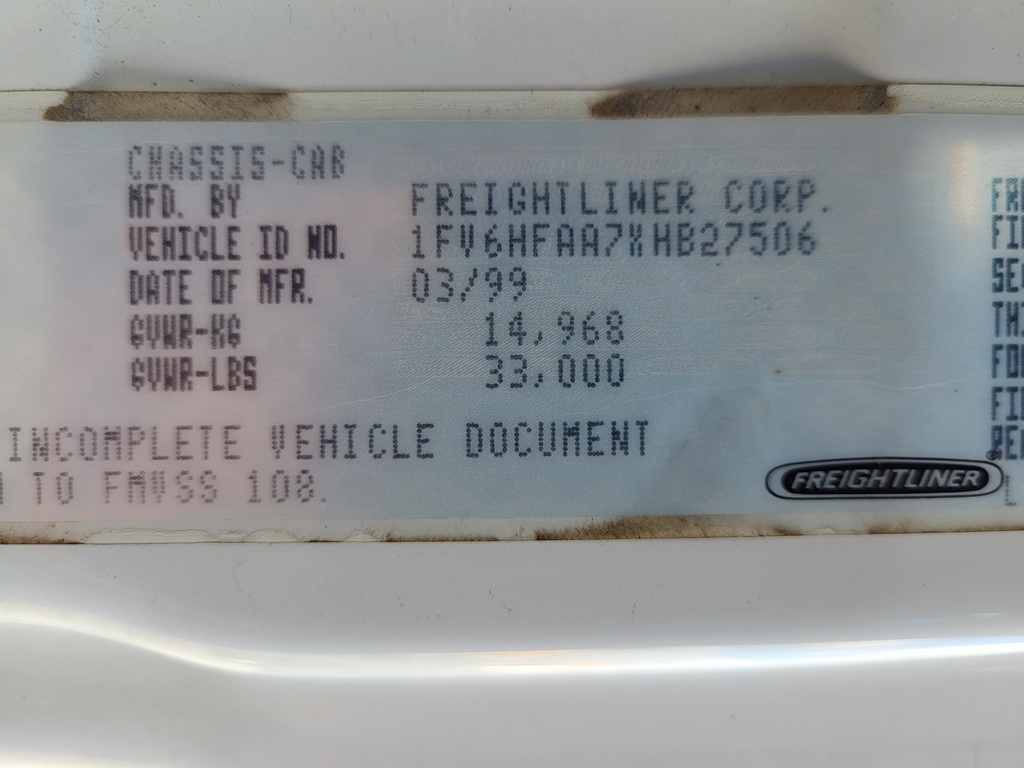 CHASSIS-CAB
MFD. BY FREIGHTLINER CORP.
VEHICLE ID NO. 1FV6HFAA7XHB27506
DATE OF MFR. 03/99
GVWR-KG 14,968
GVWR-LBS 33,000
INCOMPLETE VEHICLE DOCUMENT
TO FMVSS 108.
FREIGHTLINER